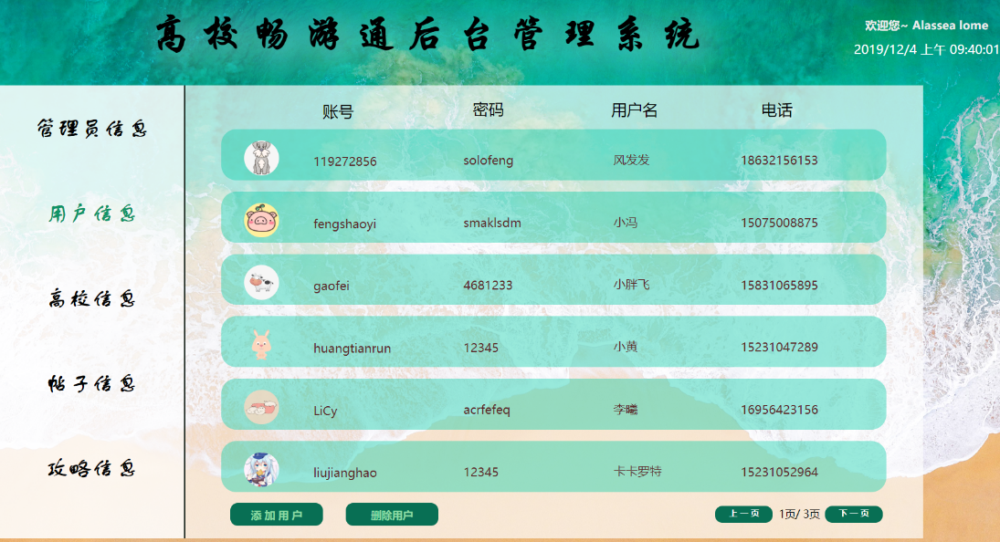 高校畅游通后台管理系统
欢迎您~ Alassea lome
2019/12/4 上午 09:40:01
管理员信息
用户信息
高校信息
帖子信息
攻略信息
账号 密码 用户名 电话
119272856 solofeng 风发发 18632156153
fengshaoyi smaklsdm 小冯 15075008875
gaofei 4681233 小胖飞 15831065895
huangtianrun 12345 小黄 15231047289
LiCy acrfefeq 李曦 16956423156
liujianghao 12345 卡卡罗特 15231052964
添加用户 删除用户 上一页 1页/ 3页 下一页